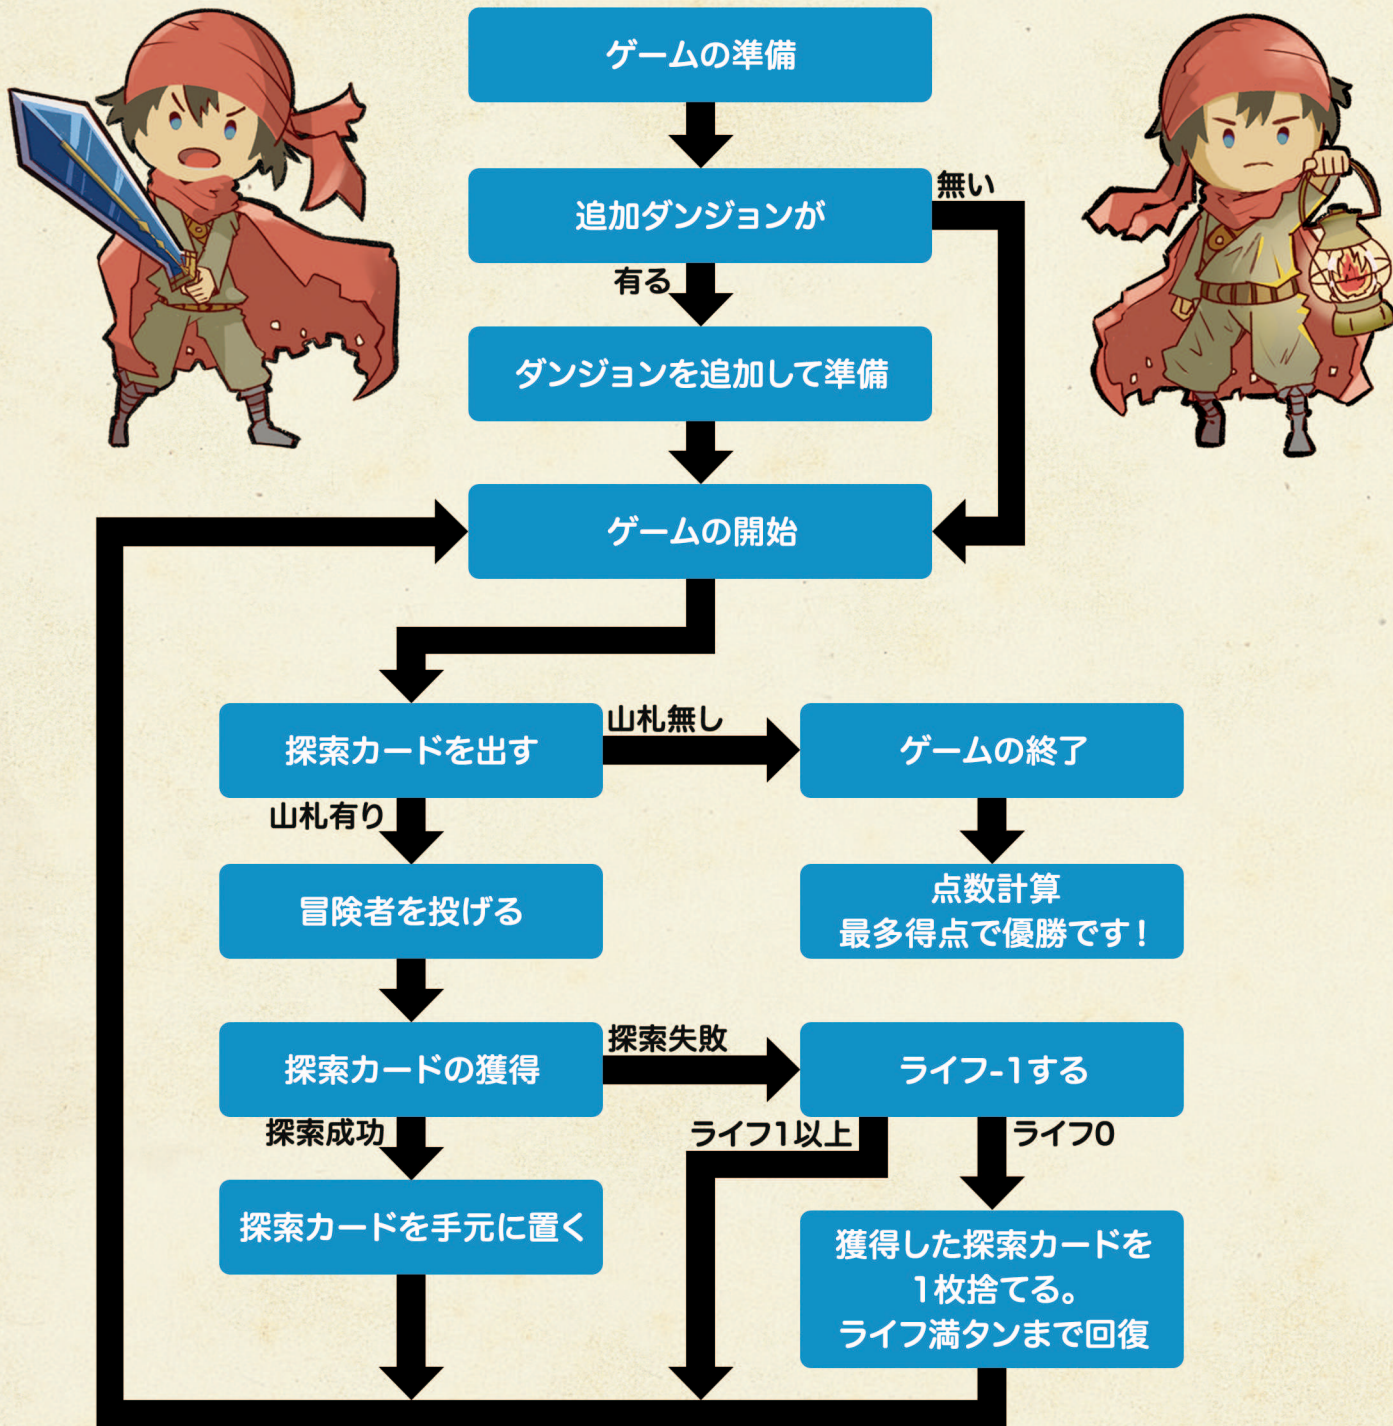 ゲームの準備
追加ダンジョンが
無い
有る
ダンジョンを追加して準備
ゲームの開始
探索カードを出す
山札無し
ゲームの終了
山札有り
冒険者を投げる
点数計算
最多得点で優勝です！
探索カードの獲得
探索失敗
ライフ-1する
探索成功
ライフ1以上
ライフ0
探索カードを手元に置く
獲得した探索カードを
1枚捨てる。
ライフ満タンまで回復